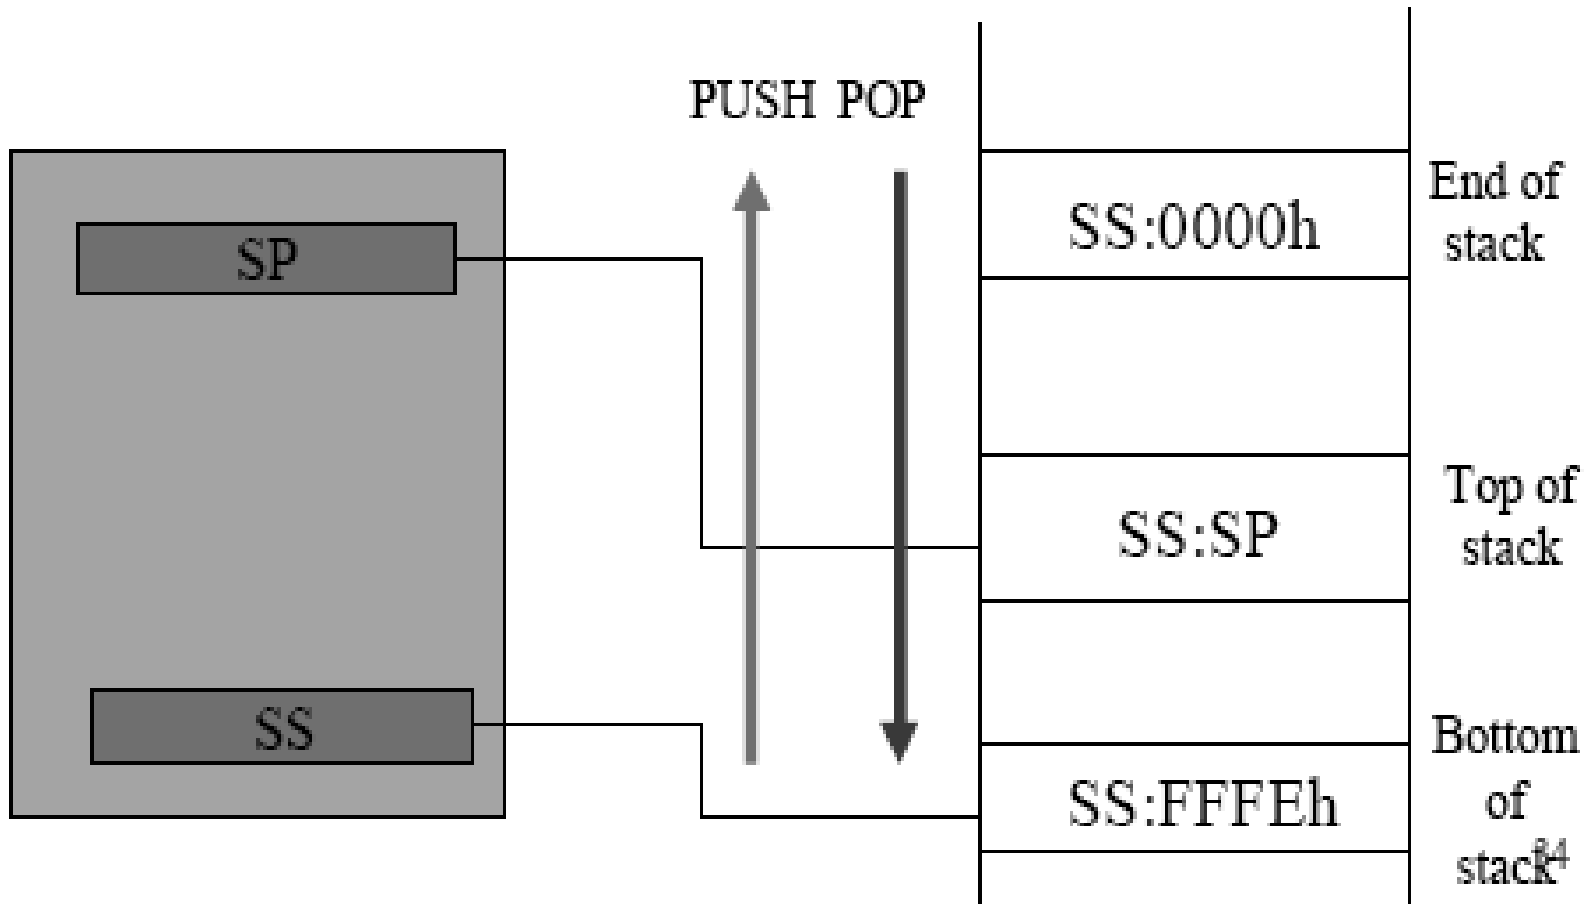 PUSH POP
SP
SS
SS:0000h
End of
stack
SS:SP
Top of
stack
SS:FFFEh
Bottom
of
stack